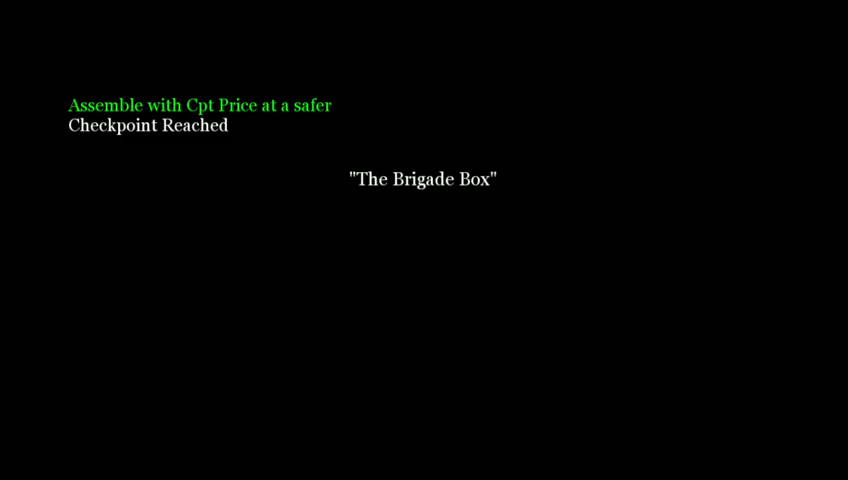 Assemble with Cpt Price at a safer
Checkpoint Reached
"The Brigade Box"